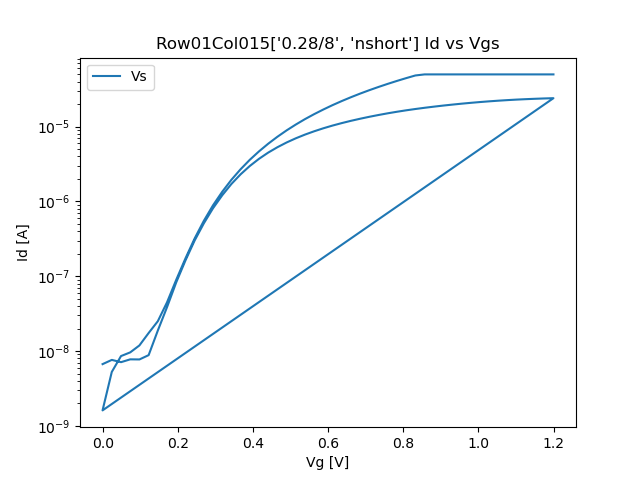 Row01Col015['0.28/8', 'nshort'] Id vs Vgs
Vs
Id [A]
10⁻⁵
10⁻⁶
10⁻⁷
10⁻⁸
10⁻⁹
0.0 0.2 0.4 0.6 0.8 1.0 1.2
Vg [V]